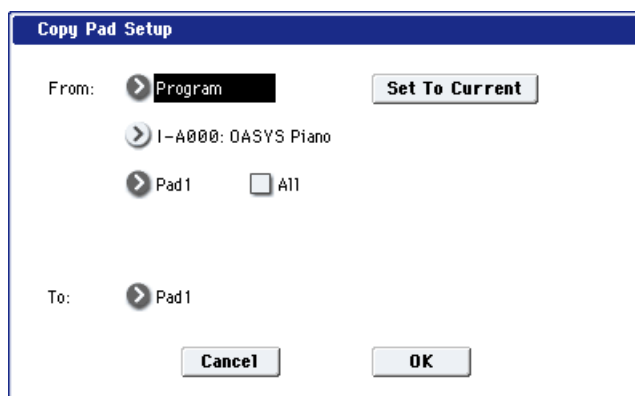 Copy Pad Setup
From: Program Set To Current
I-A000: OASYS Piano
Pad1 All
To: Pad1
Cancel OK